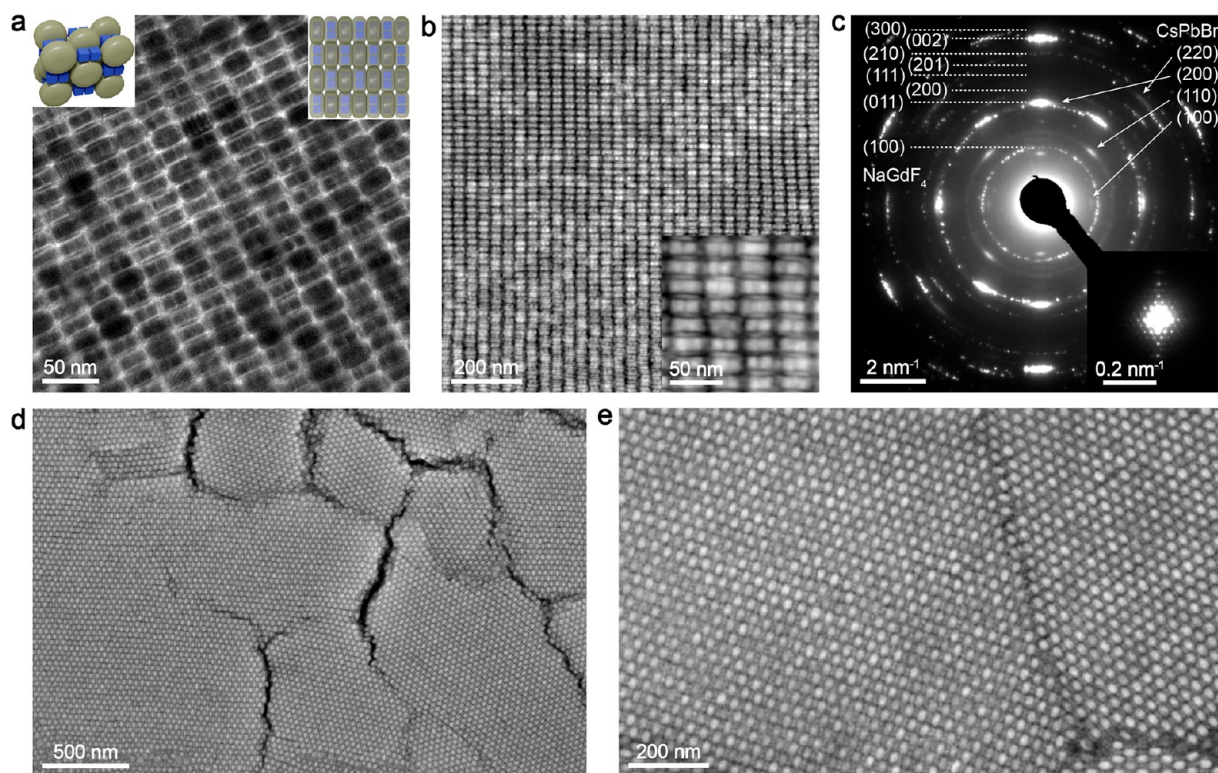 a
50 nm
b
200 nm
50 nm
c
(300)
(002)
(210)
(201)
(111)
(200)
(011)
(100)
NaGdF4
CsPbBr
(220)
(200)
(110)
(100)
2 nm-1
0.2 nm-1
d
500 nm
e
200 nm